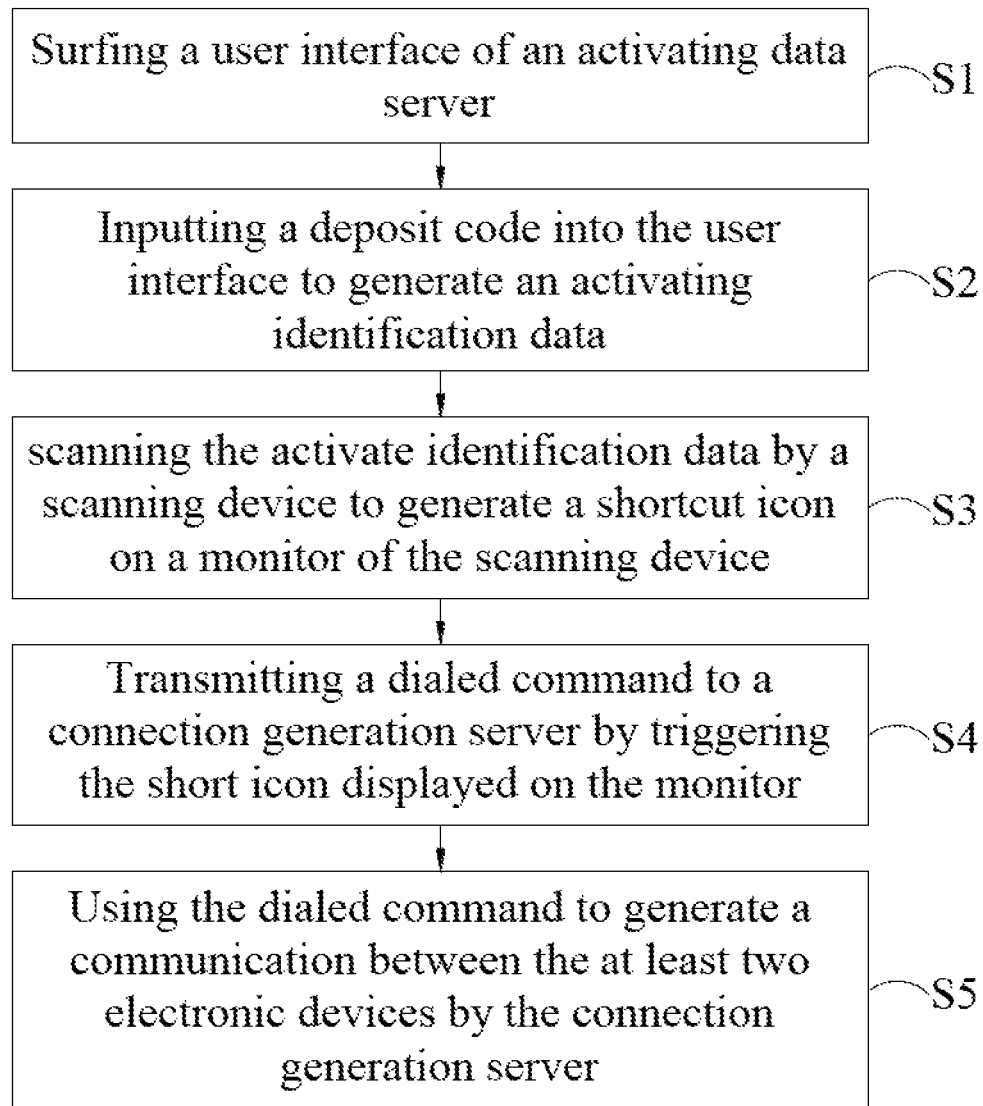 Surfing a user interface of an activating data
server
S1
Inputting a deposit code into the user
interface to generate an activating
identification data
S2
scanning the activate identification data by a
scanning device to generate a shortcut icon
on a monitor of the scanning device
S3
Transmitting a dialed command to a
connection generation server by triggering
the short icon displayed on the monitor
S4
Using the dialed command to generate a
communication between the at least two
electronic devices by the connection
generation server
S5